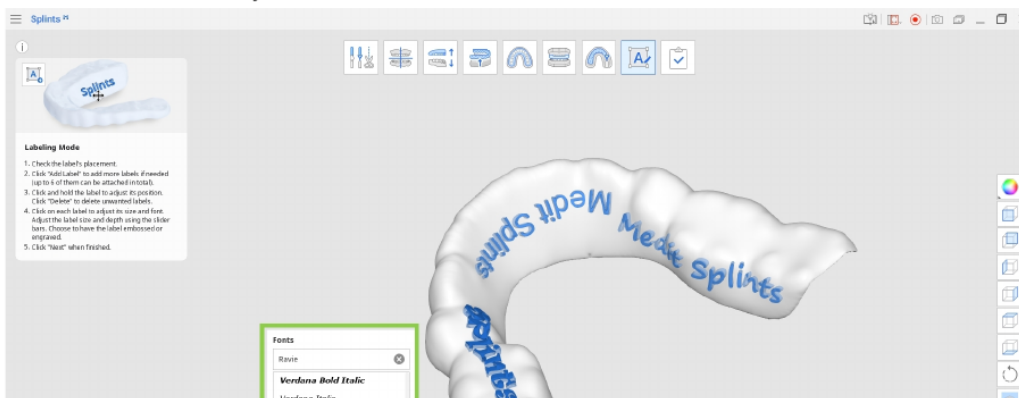 Splints
Splints
Labeling Mode
1. Check the label's placement.
2. Click "Add Label" to add more labels if needed
(up to 6 of them can be attached in total).
3. Click and hold the label to adjust its position.
Click "Delete" to delete unwanted labels.
4. Click on each label to adjust its size and font.
Adjust the label size and depth using the slider
bars. Choose to have the label embossed or
engraved.
5. Click "Next" when finished.
Medit Splints
Medit Splints
Splints
Fonts
Ravie
Verdana Bold Italic
Verdana Italic